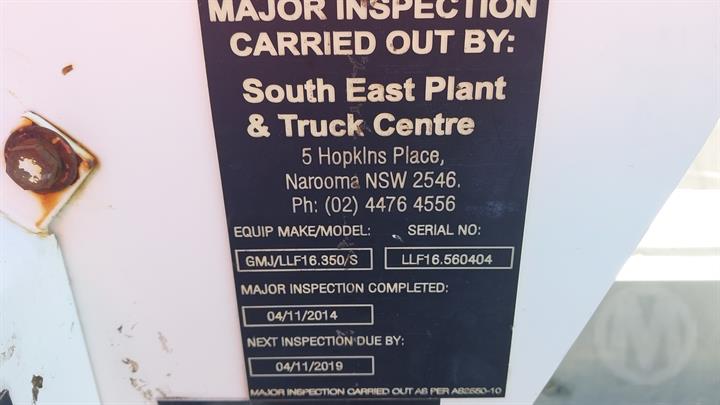 MAJOR INSPECTION
CARRIED OUT BY:
South East Plant
& Truck Centre
5 HopkIns Place,
Narooma NSW 2546.
Ph: (02) 4476 4556
EQUIP MAKE/MODEL: SERIAL NO:
GMJ/LLF16.350/S LLF16.560404
MAJOR INSPECTION COMPLETED:
04/11/2014
NEXT INSPECTION DUE BY:
04/11/2019
MAJOR INSPECTION CARRIED OUT AS PER AS2550-10
M